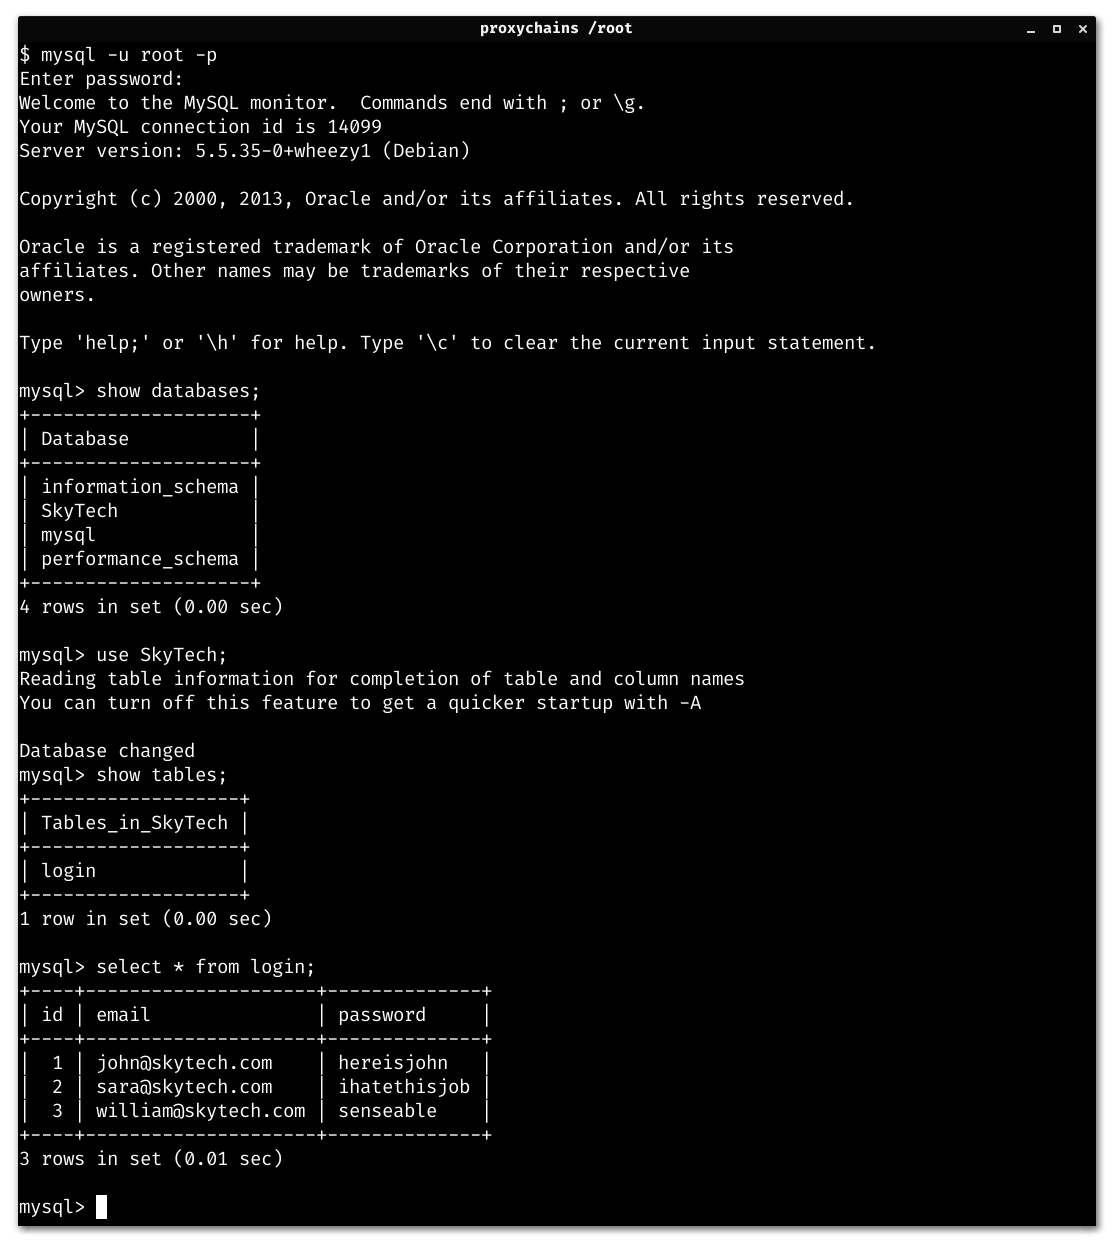 proxychains /root
$ mysql -u root -p
Enter password:
Welcome to the MySQL monitor.  Commands end with ; or \g.
Your MySQL connection id is 14099
Server version: 5.5.35-0+wheezy1 (Debian)

Copyright (c) 2000, 2013, Oracle and/or its affiliates. All rights reserved.

Oracle is a registered trademark of Oracle Corporation and/or its
affiliates. Other names may be trademarks of their respective
owners.

Type 'help;' or '\h' for help. Type '\c' to clear the current input statement.

mysql> show databases;
+--------------------+
| Database           |
+--------------------+
| information_schema |
| SkyTech            |
| mysql              |
| performance_schema |
+--------------------+
4 rows in set (0.00 sec)

mysql> use SkyTech;
Reading table information for completion of table and column names
You can turn off this feature to get a quicker startup with -A

Database changed
mysql> show tables;
+-------------------+
| Tables_in_SkyTech |
+-------------------+
| login             |
+-------------------+
1 row in set (0.00 sec)

mysql> select * from login;
+----+---------------------+--------------+
| id | email               | password     |
+----+---------------------+--------------+
|  1 | john@skytech.com    | hereisjohn   |
|  2 | sara@skytech.com    | ihatethisjob |
|  3 | william@skytech.com | senseable    |
+----+---------------------+--------------+
3 rows in set (0.01 sec)

mysql>